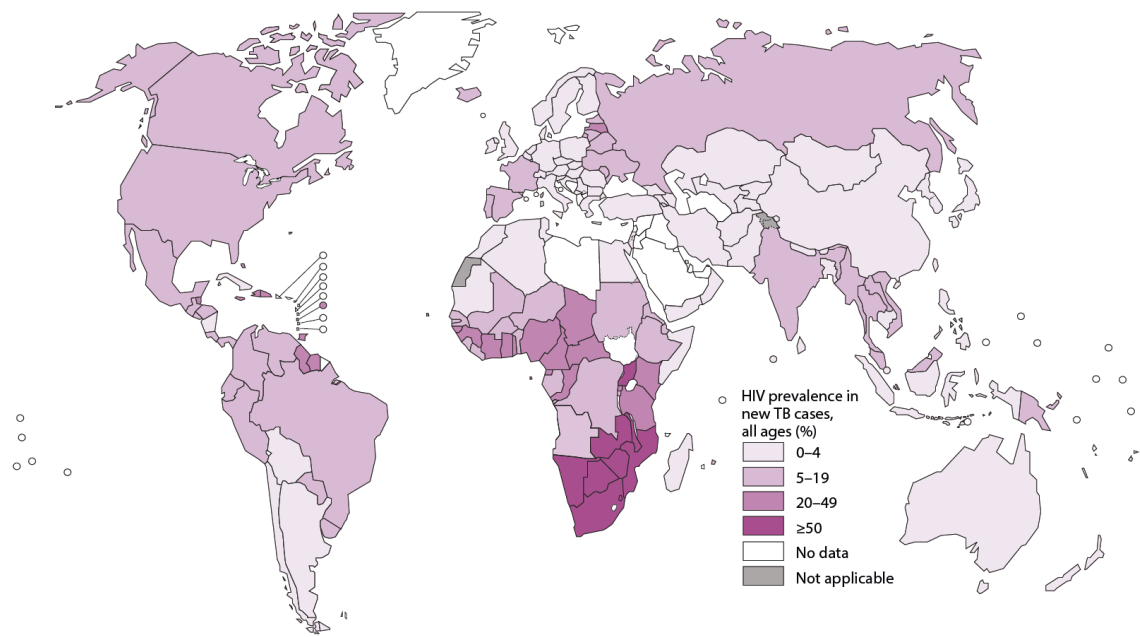 HIV prevalence in
new TB cases,
all ages (%)
0–4
5–19
20–49
≥50
No data
Not applicable